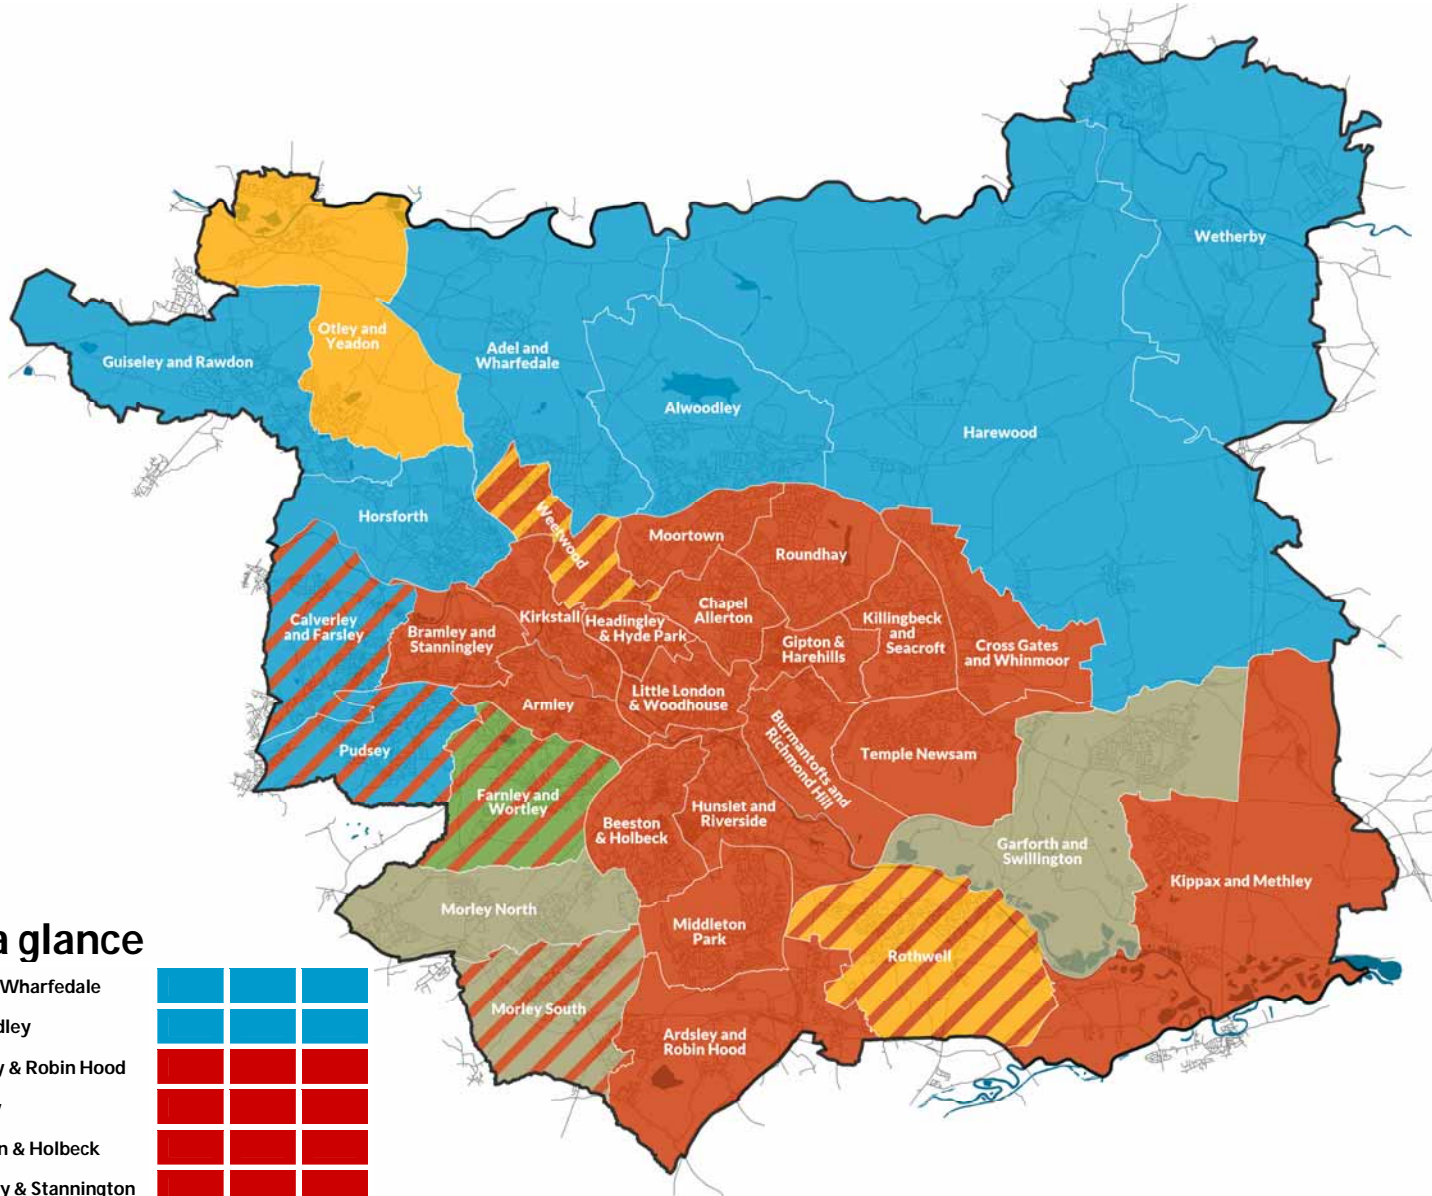 Wetherby
Otley and
Yeadon
Guiseley and Rawdon
Adel and
Wharfedale
Alwoodley
Harewood
Horsforth
Weetwood
Moortown
Roundhay
Calverley
and Farsley
Bramley and
Stanningley
Kirkstall
Headingley
& Hyde Park
Chapel
Allerton
Gipton &
Harehills
Killingbeck
and
Seacroft
Cross Gates
and Whinmoor
Armley
Little London
& Woodhouse
Pudsey
Burmantofts and
Richmond Hill
Temple Newsam
Farnley and
Wortley
Beeston
& Holbeck
Hunslet and
Riverside
Garforth and
Swillington
Kippax and Methley
Morley North
Middleton
Park
Rothwell
Morley South
Ardsley and
Robin Hood
a glance
Wharfedale
dley
y & Robin Hood
y
n & Holbeck
y & Stannington